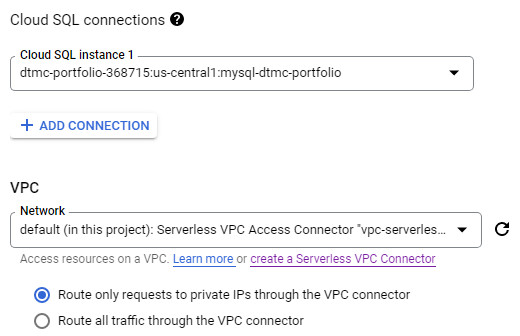 Cloud SQL connections ?
Cloud SQL instance 1
dtmc-portfolio-368715:us-central1:mysql-dtmc-portfolio
+ ADD CONNECTION
VPC
Network
default (in this project): Serverless VPC Access Connector "vpc-serverles...
Access resources on a VPC. Learn more or create a Serverless VPC Connector
Route only requests to private IPs through the VPC connector
Route all traffic through the VPC connector